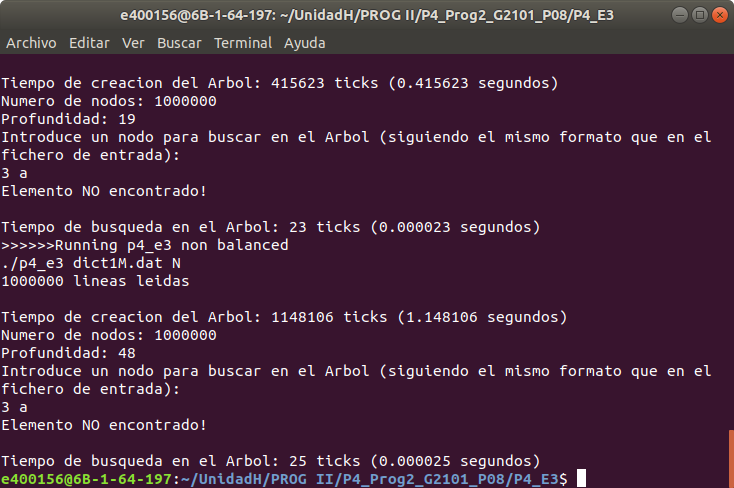 e400156@6B-1-64-197: ~/UnidadH/PROG II/P4_Prog2_G2101_P08/P4_E3
Archivo Editar Ver Buscar Terminal Ayuda
Tiempo de creacion del Arbol: 415623 ticks (0.415623 segundos)
Numero de nodos: 1000000
Profundidad: 19
Introduce un nodo para buscar en el Arbol (siguiendo el mismo formato que en el
fichero de entrada):
3 a
Elemento NO encontrado!
Tiempo de busqueda en el Arbol: 23 ticks (0.000023 segundos)
>>>>>>Running p4_e3 non balanced
./p4_e3 dict1M.dat N
1000000 lineas leidas
Tiempo de creacion del Arbol: 1148106 ticks (1.148106 segundos)
Numero de nodos: 1000000
Profundidad: 48
Introduce un nodo para buscar en el Arbol (siguiendo el mismo formato que en el
fichero de entrada):
3 a
Elemento NO encontrado!
Tiempo de busqueda en el Arbol: 25 ticks (0.000025 segundos)
e400156@6B-1-64-197:~/UnidadH/PROG II/P4_Prog2_G2101_P08/P4_E3$